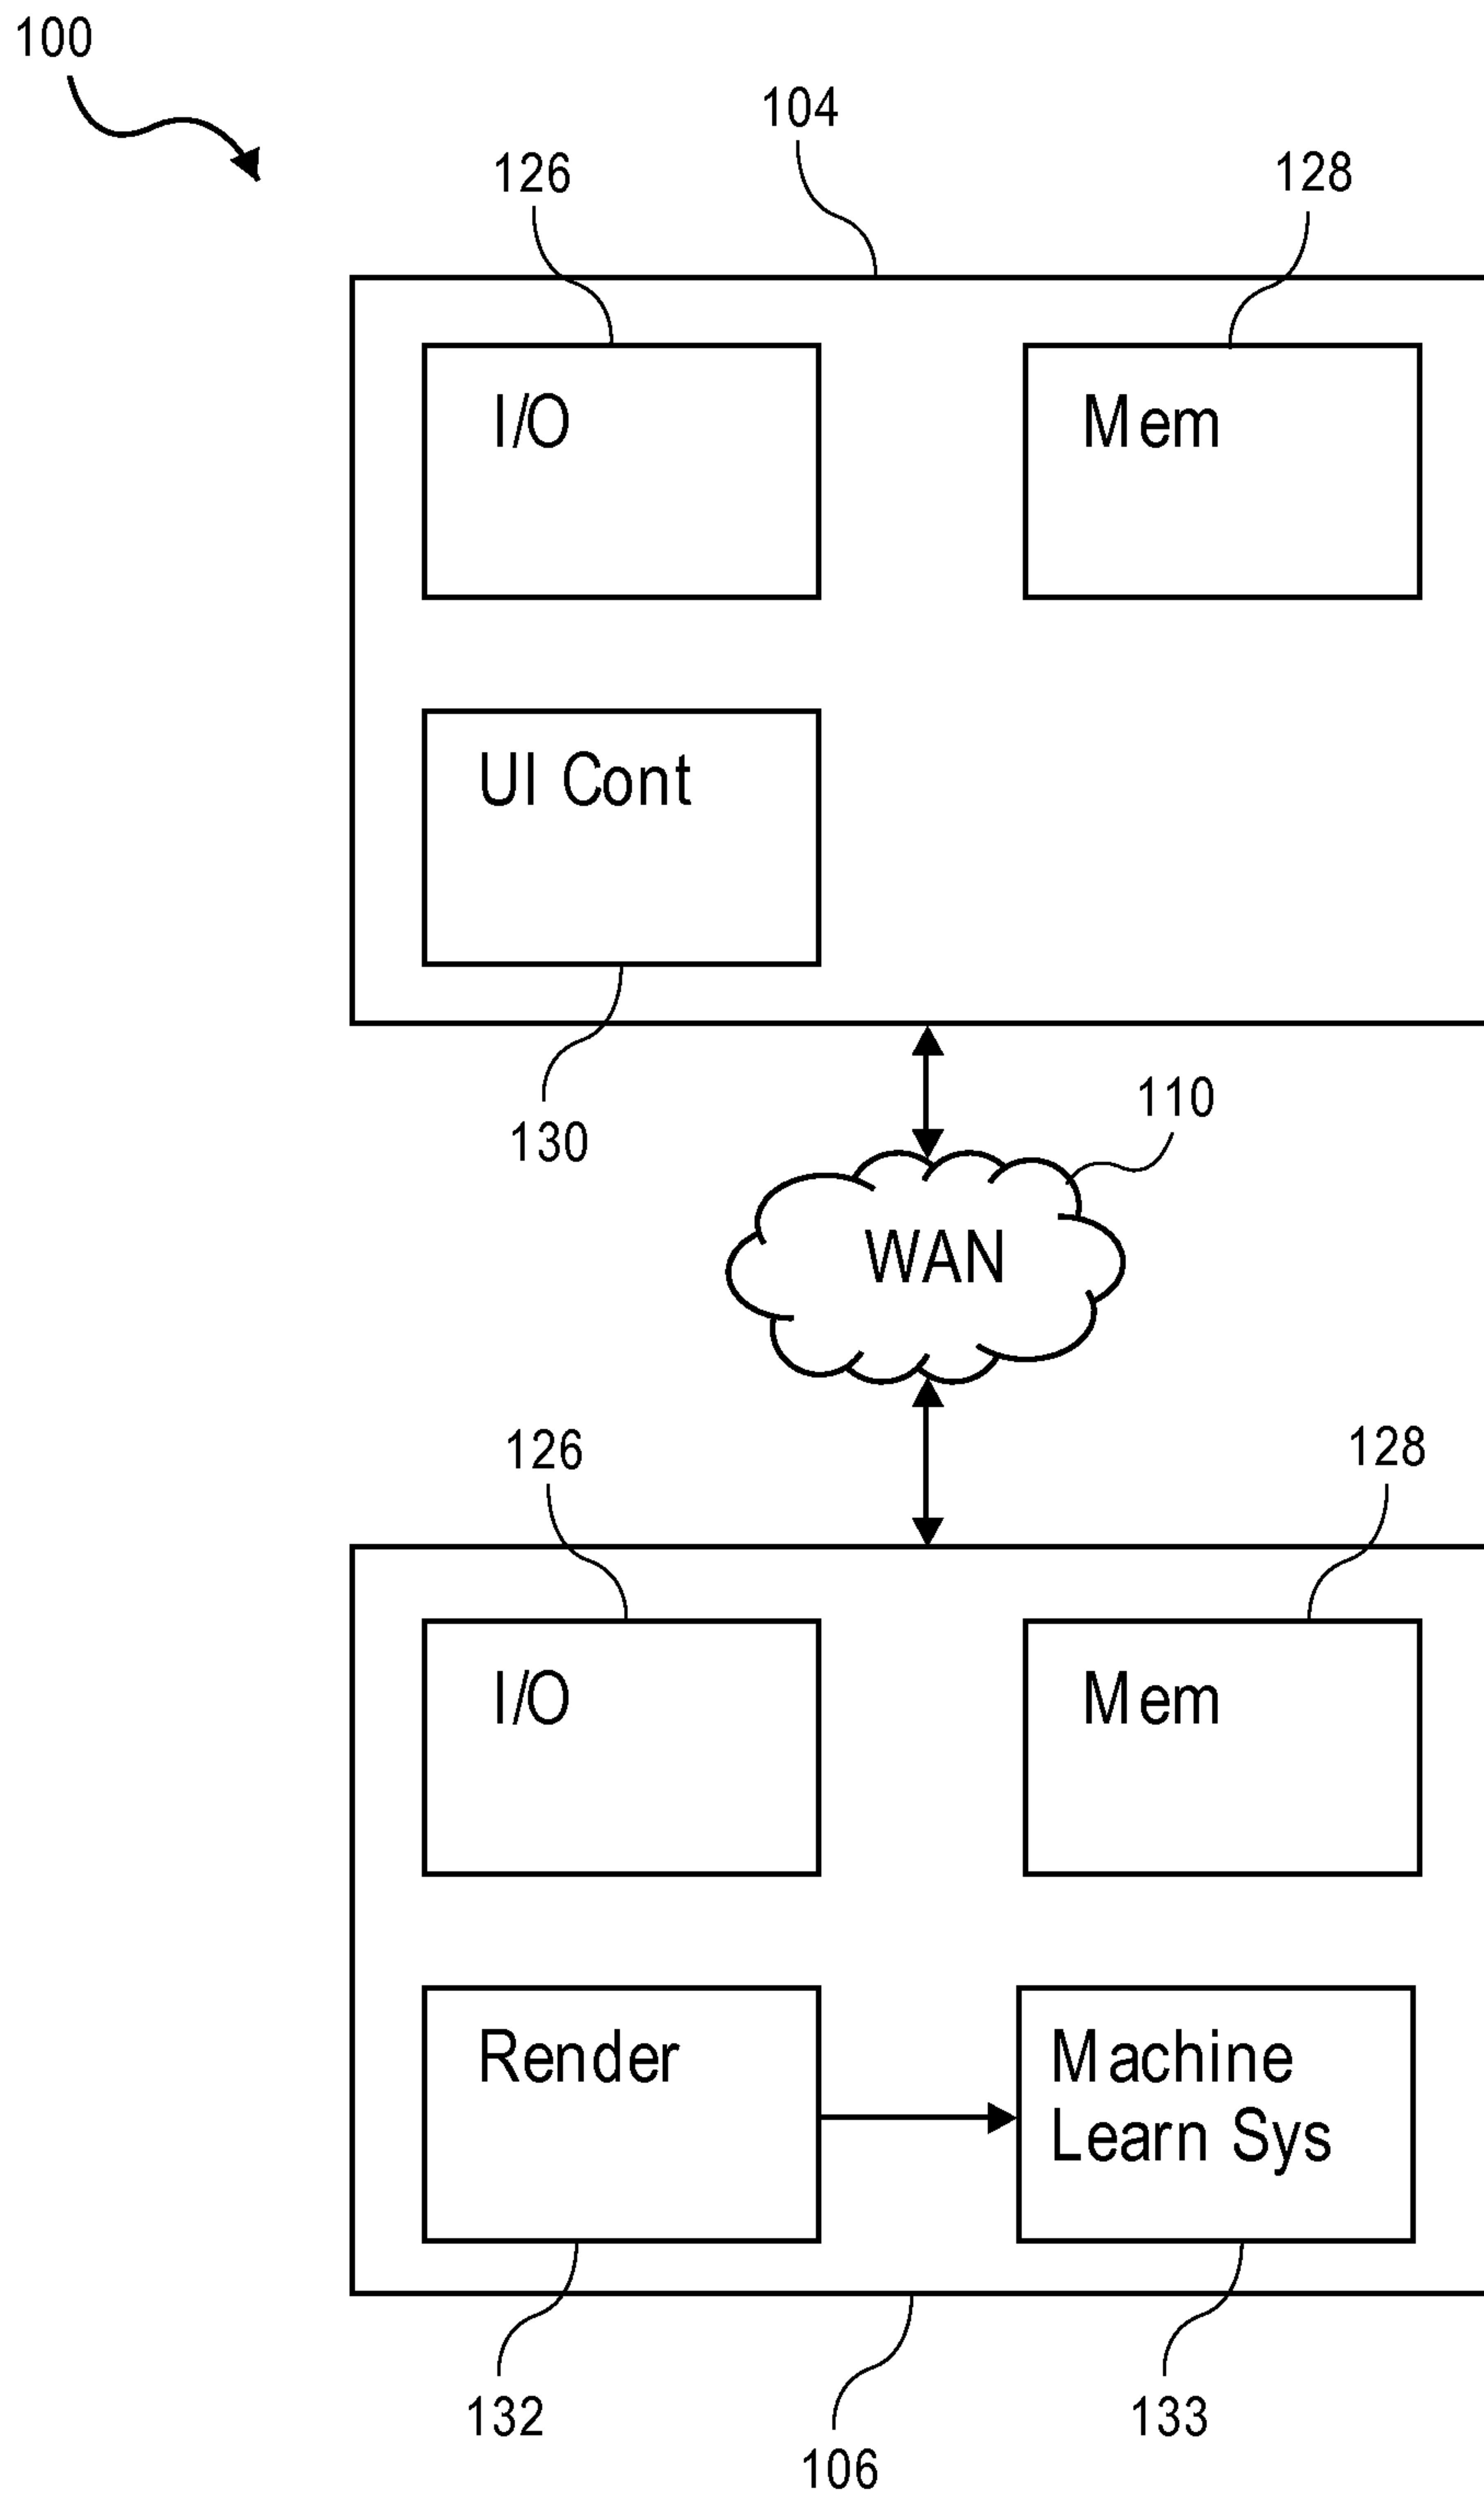 100
104
126
128
I/O
Mem
UI Cont
130
110
WAN
126
128
I/O
Mem
Render
Machine
Learn Sys
132
133
106